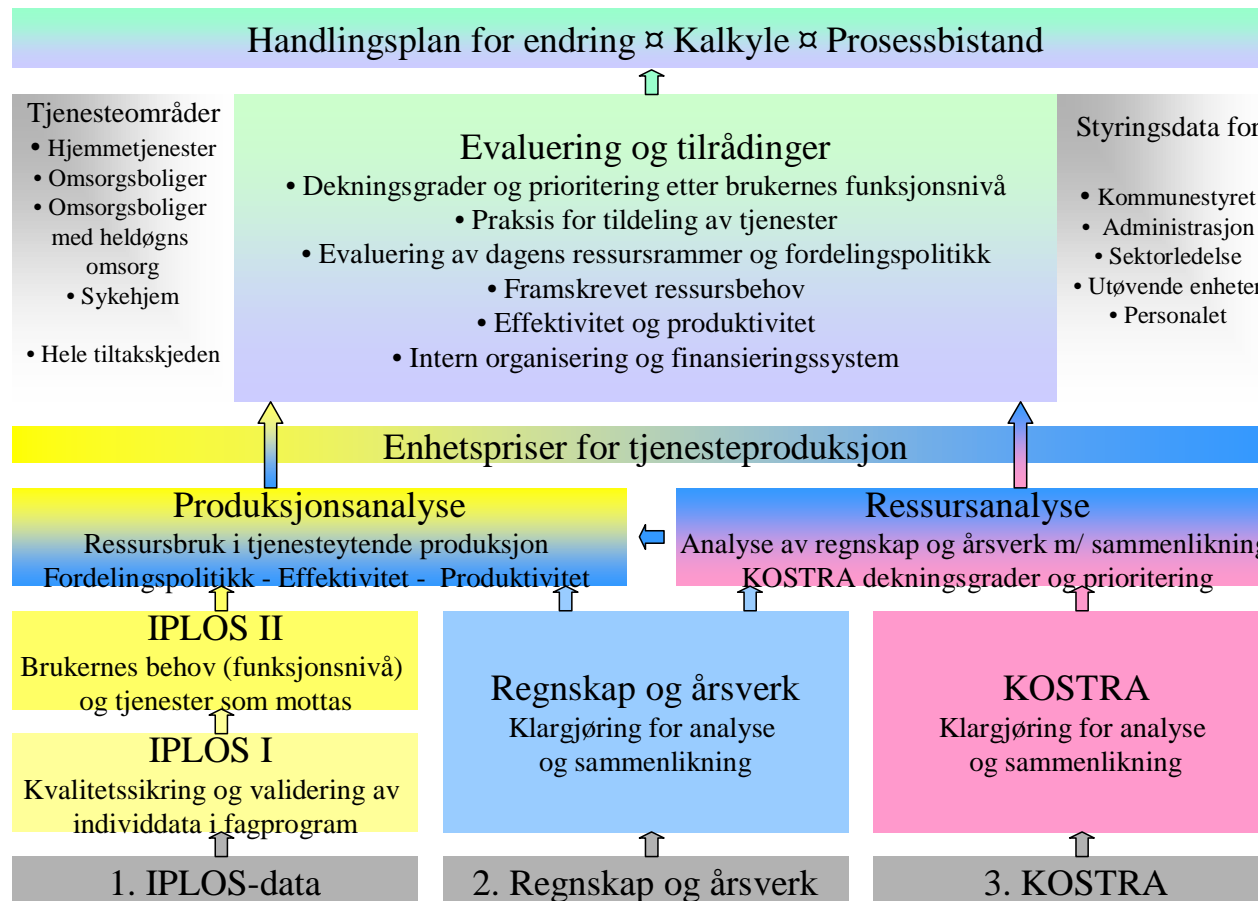 Handlingsplan for endring ¤ Kalkyle ¤ Prosessbistand
Tjenesteområder
• Hjemmetjenester
• Omsorgsboliger
• Omsorgsboliger
med heldøgns
omsorg
• Sykehjem
• Hele tiltakskjeden
Evaluering og tilrådinger
• Dekningsgrader og prioritering etter brukernes funksjonsnivå
• Praksis for tildeling av tjenester
• Evaluering av dagens ressursrammer og fordelingspolitikk
• Framskrevet ressursbehov
• Effektivitet og produktivitet
• Intern organisering og finansieringssystem
Styringsdata for
• Kommunestyret
• Administrasjon
• Sektorledelse
• Utøvende enheter
• Personalet
Enhetspriser for tjenesteproduksjon
Produksjonsanalyse
Ressursbruk i tjenesteytende produksjon
Fordelingspolitikk - Effektivitet - Produktivitet
Ressursanalyse
Analyse av regnskap og årsverk m/ sammenlikning
KOSTRA dekningsgrader og prioritering
IPLOS II
Brukernes behov (funksjonsnivå)
og tjenester som mottas
IPLOS I
Kvalitetssikring og validering av
individdata i fagprogram
Regnskap og årsverk
Klargjøring for analyse
og sammenlikning
KOSTRA
Klargjøring for analyse
og sammenlikning
1. IPLOS-data
2. Regnskap og årsverk
3. KOSTRA